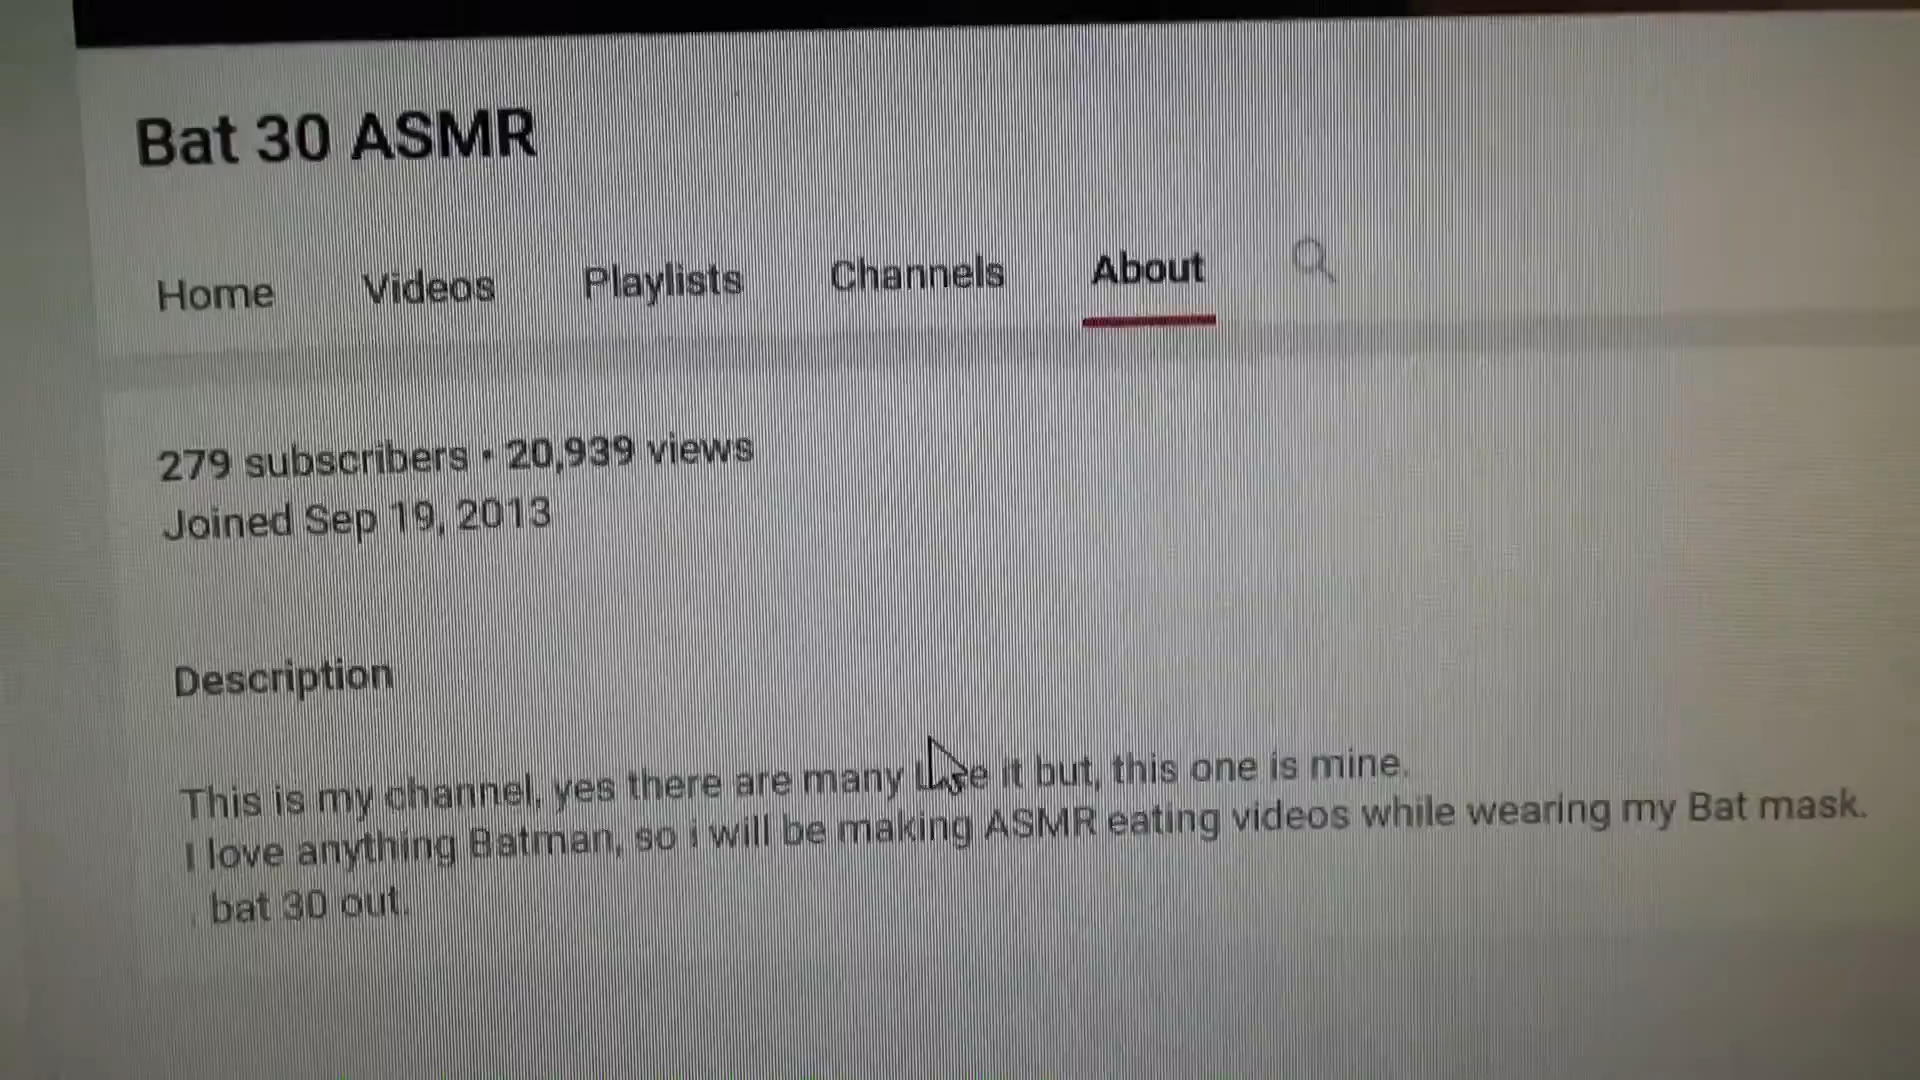 Bat 30 ASMR
Home Videos Playlists Channels About
279 subscribers • 20,939 views
Joined Sep 19, 2013
Description
This is my channel, yes there are many like it but, this one is mine.
I love anything Batman, so i will be making ASMR eating videos while wearing my Bat mask.
. bat 30 out.